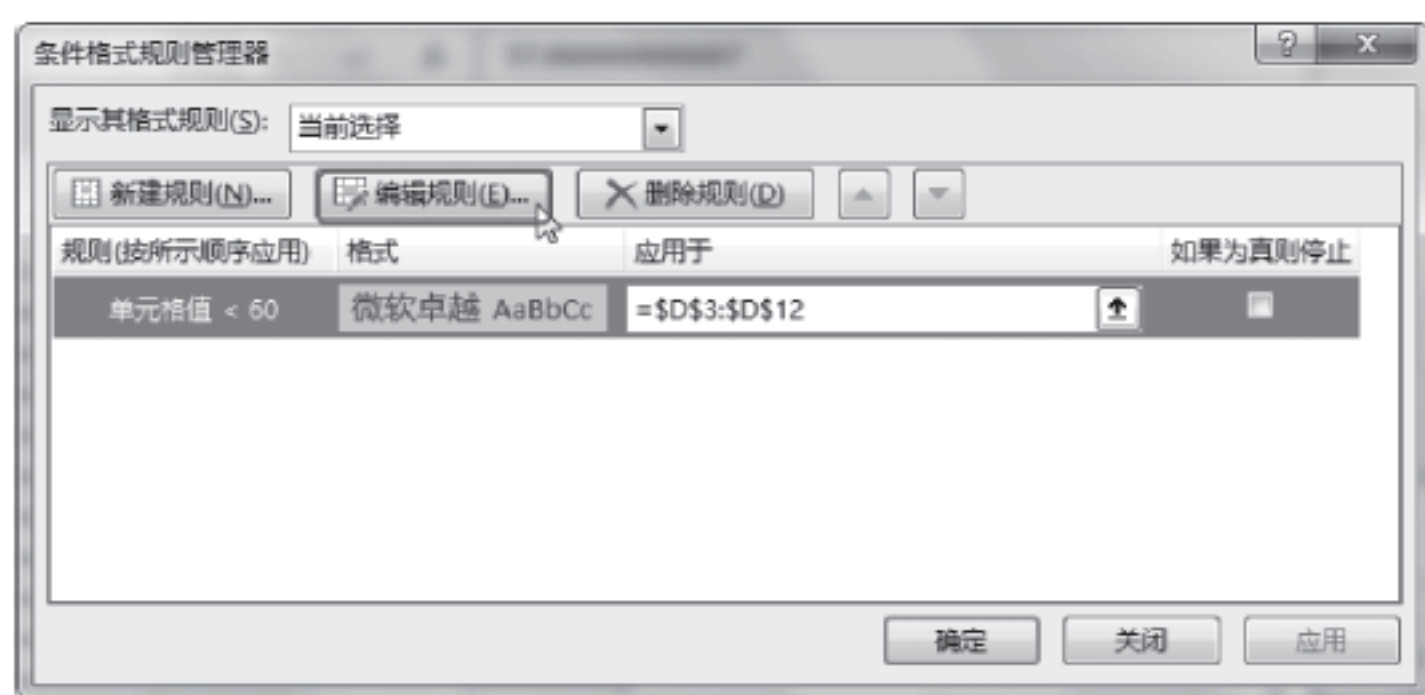 条件格式规则管理器
显示其格式规则(S): 当前选择
新建规则(N)... 编辑规则(E)... 删除规则(D)
规则(按所示顺序应用) 格式 应用于 如果为真则停止
单元格值 < 60 微软卓越 AaBbCc =$D$3:$D$12
确定 关闭 应用